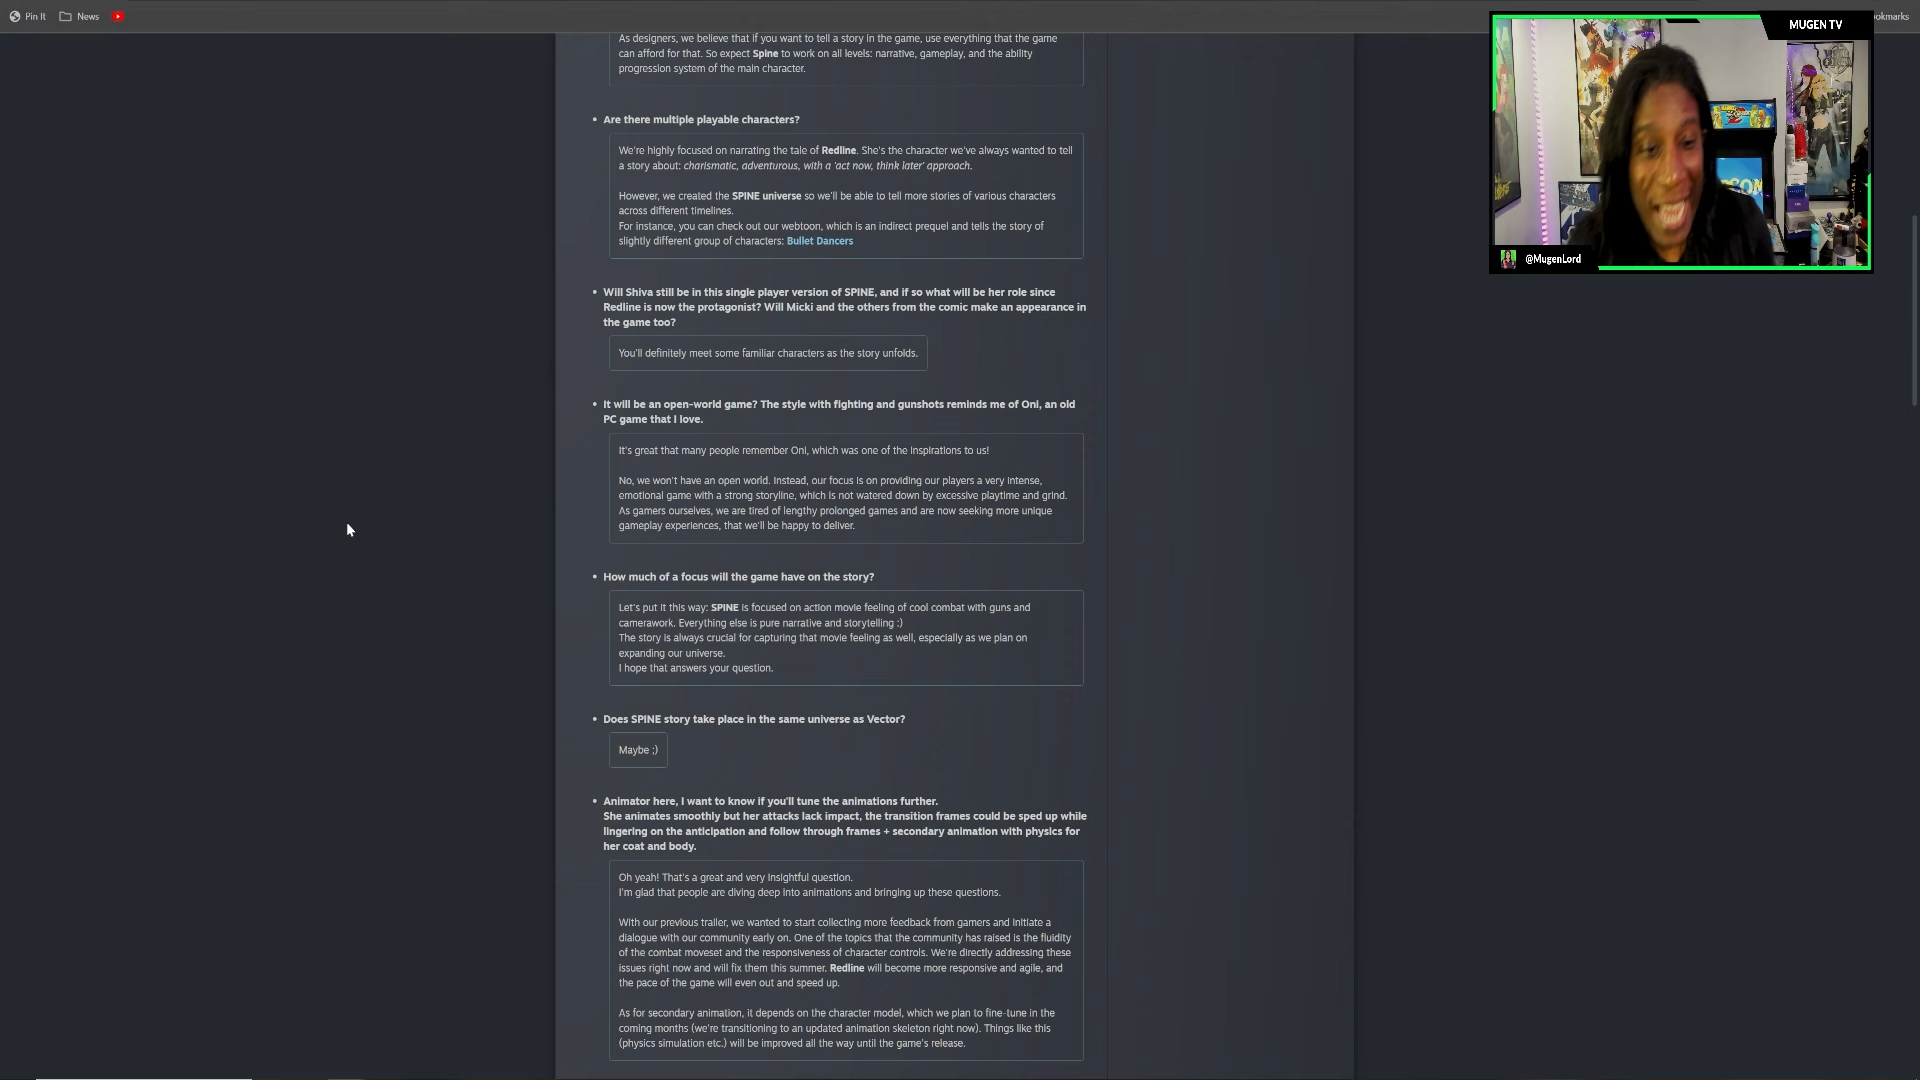 Pin It
News
MUGEN TV
okmarks
As designers, we believe that if you want to tell a story in the game, use everything that the game
can afford for that. So expect Spine to work on all levels: narrative, gameplay, and the ability
progression system of the main character.
• Are there multiple playable characters?
We're highly focused on narrating the tale of Redline. She's the character we've always wanted to tell
a story about: charismatic, adventurous, with a 'act now, think later' approach.
However, we created the SPINE universe so we'll be able to tell more stories of various characters
across different timelines.
For instance, you can check out our webtoon, which is an indirect prequel and tells the story of
slightly different group of characters: Bullet Dancers
@MugenLord
• Will Shiva still be in this single player version of SPINE, and if so what will be her role since
Redline is now the protagonist? Will Micki and the others from the comic make an appearance in
the game too?
You'll definitely meet some familiar characters as the story unfolds.
• It will be an open-world game? The style with fighting and gunshots reminds me of Oni, an old
PC game that I love.
It's great that many people remember Oni, which was one of the inspirations to us!
No, we won't have an open world. Instead, our focus is on providing our players a very intense,
emotional game with a strong storyline, which is not watered down by excessive playtime and grind.
As gamers ourselves, we are tired of lengthy prolonged games and are now seeking more unique
gameplay experiences, that we'll be happy to deliver.
• How much of a focus will the game have on the story?
Let's put it this way: SPINE is focused on action movie feeling of cool combat with guns and
camerawork. Everything else is pure narrative and storytelling :)
The story is always crucial for capturing that movie feeling as well, especially as we plan on
expanding our universe.
I hope that answers your question.
• Does SPINE story take place in the same universe as Vector?
Maybe ;)
• Animator here, I want to know if you'll tune the animations further.
She animates smoothly but her attacks lack impact, the transition frames could be sped up while
lingering on the anticipation and follow through frames + secondary animation with physics for
her coat and body.
Oh yeah! That's a great and very insightful question.
I'm glad that people are diving deep into animations and bringing up these questions.
With our previous trailer, we wanted to start collecting more feedback from gamers and initiate a
dialogue with our community early on. One of the topics that the community has raised is the fluidity
of the combat moveset and the responsiveness of character controls. We're directly addressing these
issues right now and will fix them this summer. Redline will become more responsive and agile, and
the pace of the game will even out and speed up.
As for secondary animation, it depends on the character model, which we plan to fine-tune in the
coming months (we're transitioning to an updated animation skeleton right now). Things like this
(physics simulation etc.) will be improved all the way until the game's release.